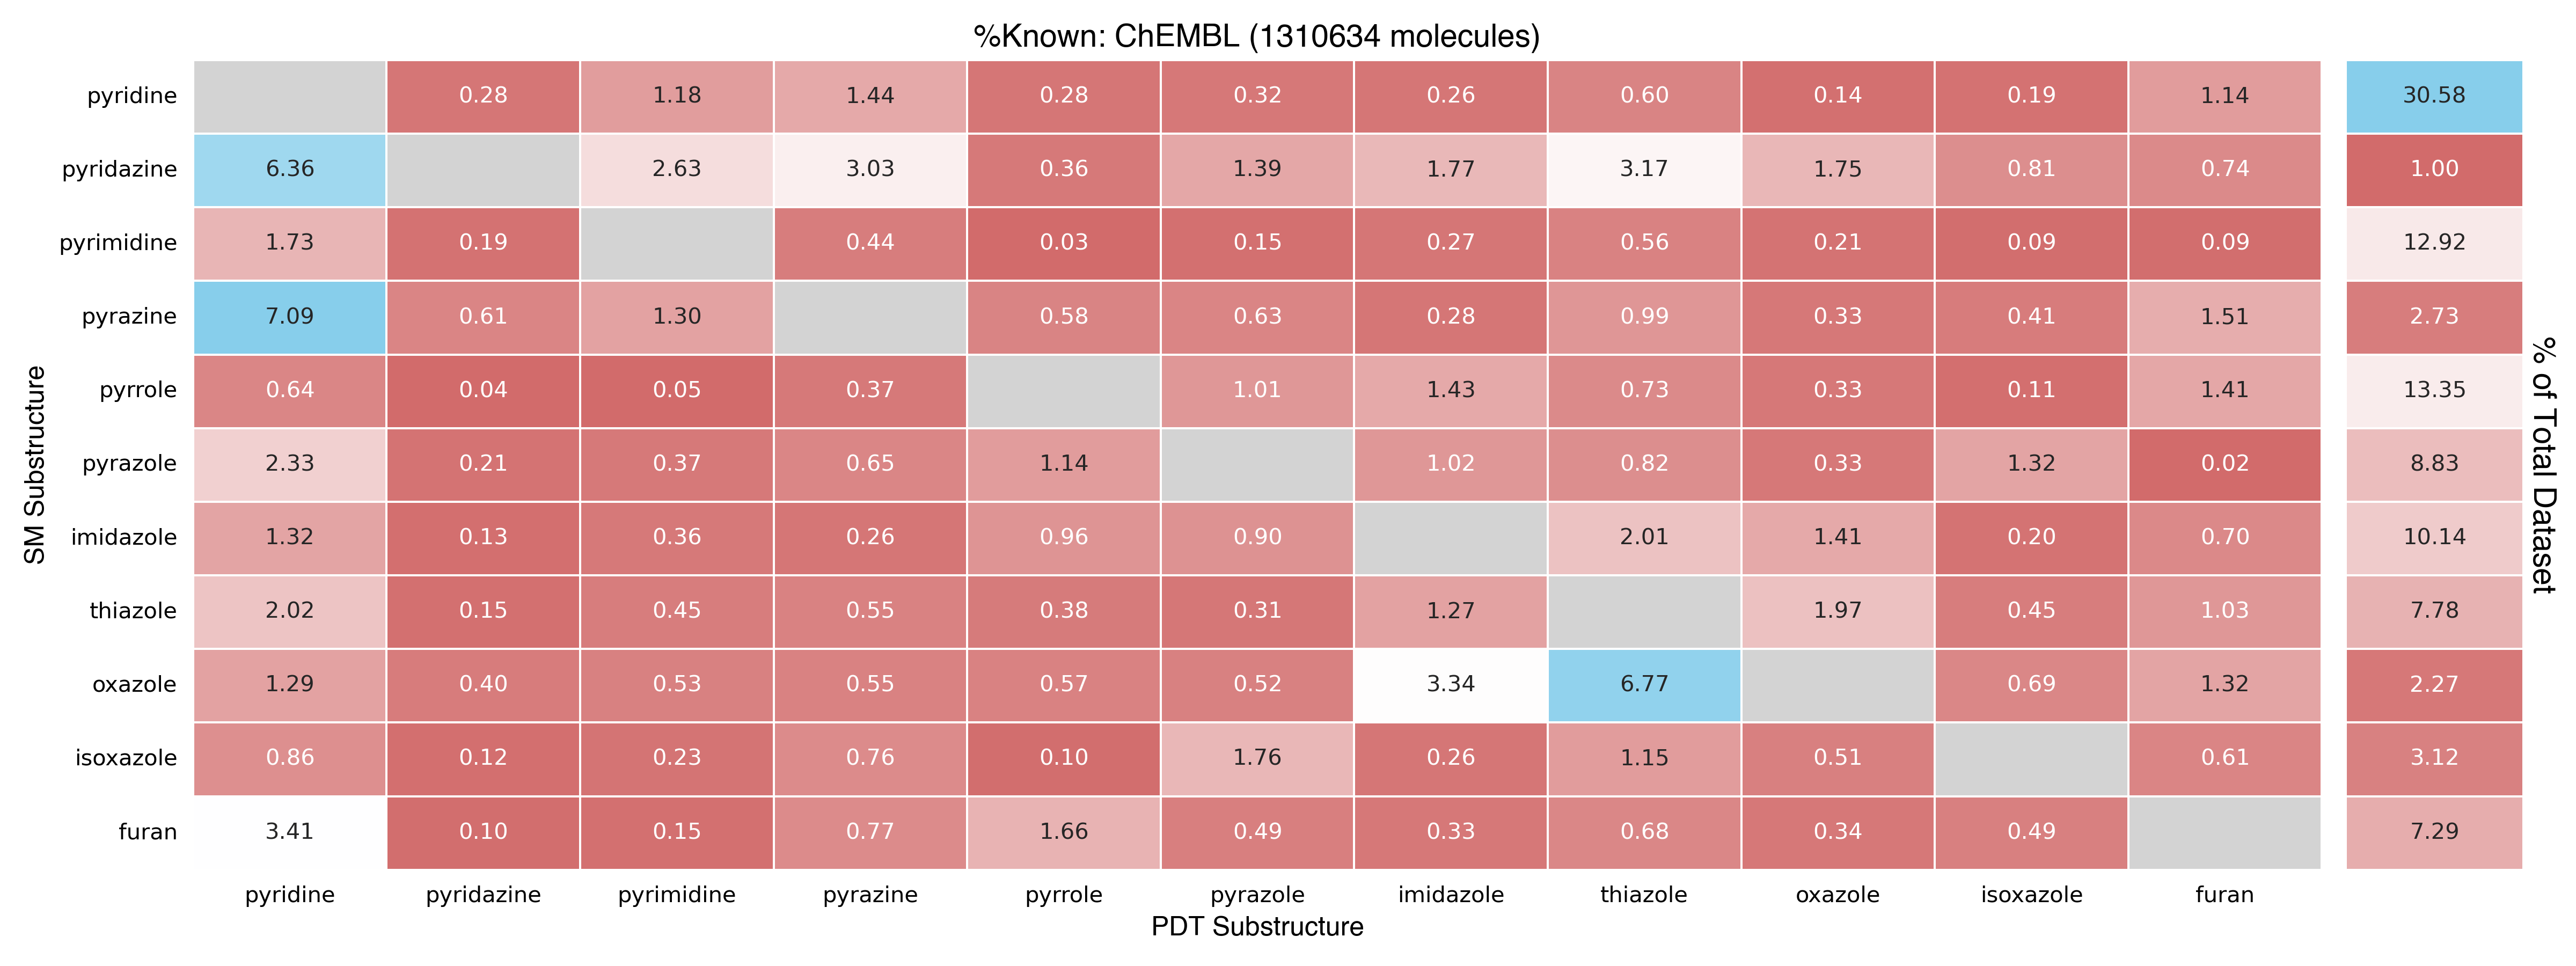 %Known: ChEMBL (1310634 molecules)
pyridine 0.28 1.18 1.44 0.28 0.32 0.26 0.60 0.14 0.19 1.14 30.58
pyridazine 6.36 2.63 3.03 0.36 1.39 1.77 3.17 1.75 0.81 0.74 1.00
pyrimidine 1.73 0.19 0.44 0.03 0.15 0.27 0.56 0.21 0.09 0.09 12.92
pyrazine 7.09 0.61 1.30 0.58 0.63 0.28 0.99 0.33 0.41 1.51 2.73
pyrrole 0.64 0.04 0.05 0.37 1.01 1.43 0.73 0.33 0.11 1.41 13.35
pyrazole 2.33 0.21 0.37 0.65 1.14 1.02 0.82 0.33 1.32 0.02 8.83
imidazole 1.32 0.13 0.36 0.26 0.96 0.90 2.01 1.41 0.20 0.70 10.14
thiazole 2.02 0.15 0.45 0.55 0.38 0.31 1.27 1.97 0.45 1.03 7.78
oxazole 1.29 0.40 0.53 0.55 0.57 0.52 3.34 6.77 0.69 1.32 2.27
isoxazole 0.86 0.12 0.23 0.76 0.10 1.76 0.26 1.15 0.51 0.61 3.12
furan 3.41 0.10 0.15 0.77 1.66 0.49 0.33 0.68 0.34 0.49 7.29
pyridine pyridazine pyrimidine pyrazine pyrrole pyrazole imidazole thiazole oxazole isoxazole furan
PDT Substructure
SM Substructure
% of Total Dataset